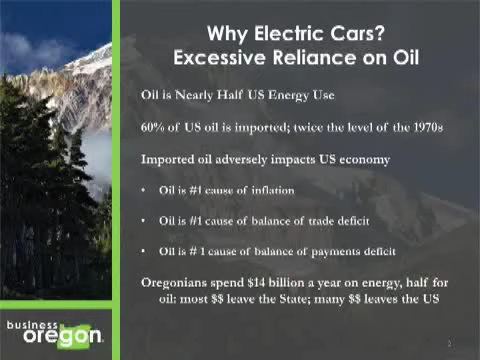 Why Electric Cars?
Excessive Reliance on Oil
Oil is Nearly Half US Energy Use
60% of US oil is imported; twice the level of the 1970s
Imported oil adversely impacts US economy
• Oil is #1 cause of inflation
• Oil is #1 cause of balance of trade deficit
• Oil is # 1 cause of balance of payments deficit
Oregonians spend $14 billion a year on energy, half for
oil: most $$ leave the State; many $$ leaves the US
business
oregon
2